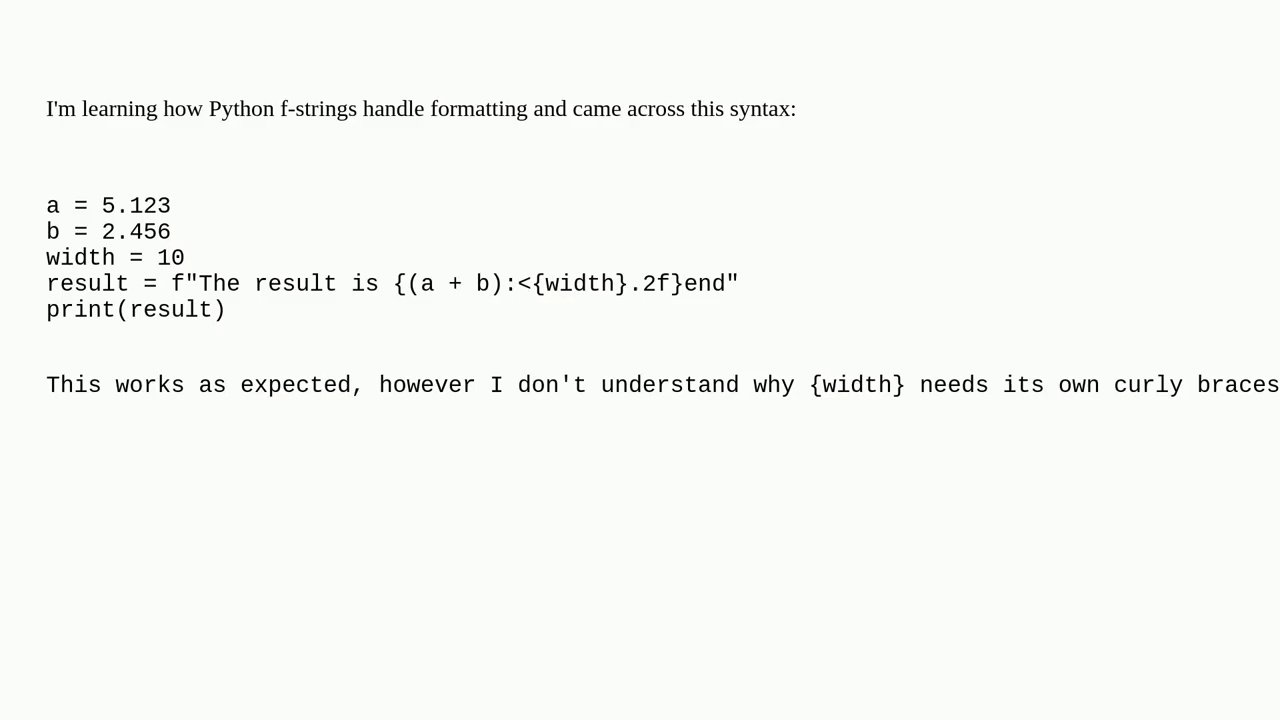 I'm learning how Python f-strings handle formatting and came across this syntax:
a = 5.123
b = 2.456
width = 10
result = f"The result is {(a + b):<{width}.2f}end"
print(result)
This works as expected, however I don't understand why {width} needs its own curly braces